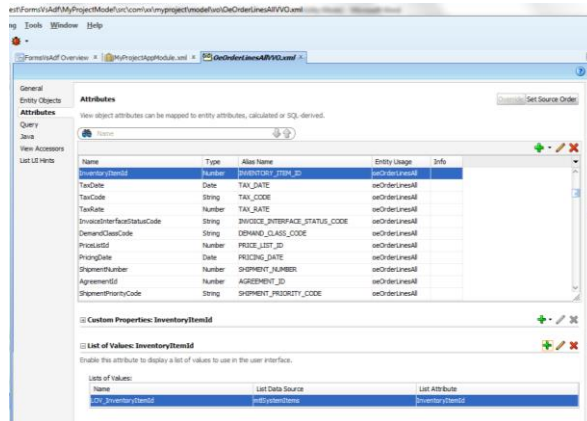 ext\FormsVsAdf\MyProjectModel\src\com\xx\myproject\model\vo\OeOrderLinesAllVVO.xml
ng Tools Window Help
FormsVsAdf Overview
MyProjectAppModule.xml
OeOrderLinesAllVVO.xml
General
Entity Objects
Attributes
Query
Java
View Accessors
List UI Hints
Attributes
Override Set Source Order
View object attributes can be mapped to entity attributes, calculated or SQL-derived.
Name
Name Type Alias Name Entity Usage Info
InventoryItemId Number INVENTORY_ITEM_ID oeOrderLinesAll
TaxDate Date TAX_DATE oeOrderLinesAll
TaxCode String TAX_CODE oeOrderLinesAll
TaxRate Number TAX_RATE oeOrderLinesAll
InvoiceInterfaceStatusCode String INVOICE_INTERFACE_STATUS_CODE oeOrderLinesAll
DemandClassCode String DEMAND_CLASS_CODE oeOrderLinesAll
PriceListId Number PRICE_LIST_ID oeOrderLinesAll
PricingDate Date PRICING_DATE oeOrderLinesAll
ShipmentNumber Number SHIPMENT_NUMBER oeOrderLinesAll
AgreementId Number AGREEMENT_ID oeOrderLinesAll
ShipmentPriorityCode String SHIPMENT_PRIORITY_CODE oeOrderLinesAll
Custom Properties: InventoryItemId
List of Values: InventoryItemId
Enable this attribute to display a list of values to use in the user interface.
Lists of Values:
Name List Data Source List Attribute
LOV_InventoryItemId mtlSystemItems InventoryItemId